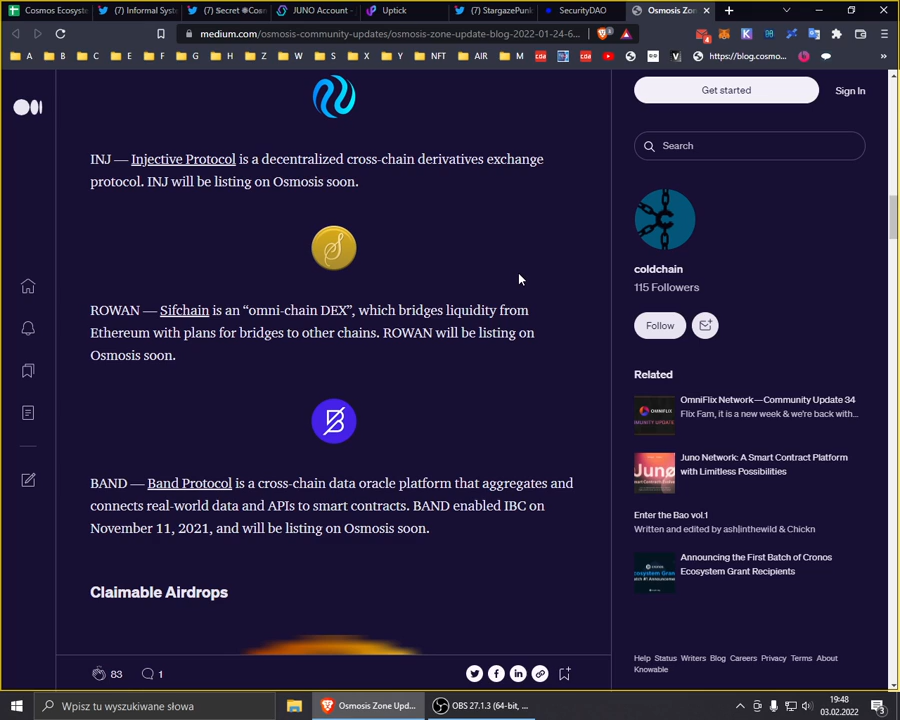 Cosmos Ecosyst
(7) Informal Syst
(7) Secret ✺Cosm
JUNO Account -
Uptick
(7) StargazePunk
SecurityDAO
Osmosis Zone
medium.com/osmosis-community-updates/osmosis-zone-update-blog-2022-01-24-6...
A
B
C
E
F
G
H
Z
W
S
X
Y
NFT
AIR
M
https://blog.cosmo...
»
Get started
Sign In
Search
INJ — Injective Protocol is a decentralized cross-chain derivatives exchange
protocol. INJ will be listing on Osmosis soon.
ROWAN — Sifchain is an “omni-chain DEX”, which bridges liquidity from
Ethereum with plans for bridges to other chains. ROWAN will be listing on
Osmosis soon.
BAND — Band Protocol is a cross-chain data oracle platform that aggregates and
connects real-world data and APIs to smart contracts. BAND enabled IBC on
November 11, 2021, and will be listing on Osmosis soon.
Claimable Airdrops
83
1
coldchain
115 Followers
Follow
Related
OmniFlix Network — Community Update 34
Flix Fam, it is a new week & we're back with...
Juno Network: A Smart Contract Platform
with Limitless Possibilities
Enter the Bao vol.1
Written and edited by ash|inthewild & Chickn
Announcing the First Batch of Cronos
Ecosystem Grant Recipients
Help Status Writers Blog Careers Privacy Terms About
Knowable
Wpisz tu wyszukiwane słowa
Osmosis Zone Upd...
OBS 27.1.3 (64-bit, ...
19:48
03.02.2022
3